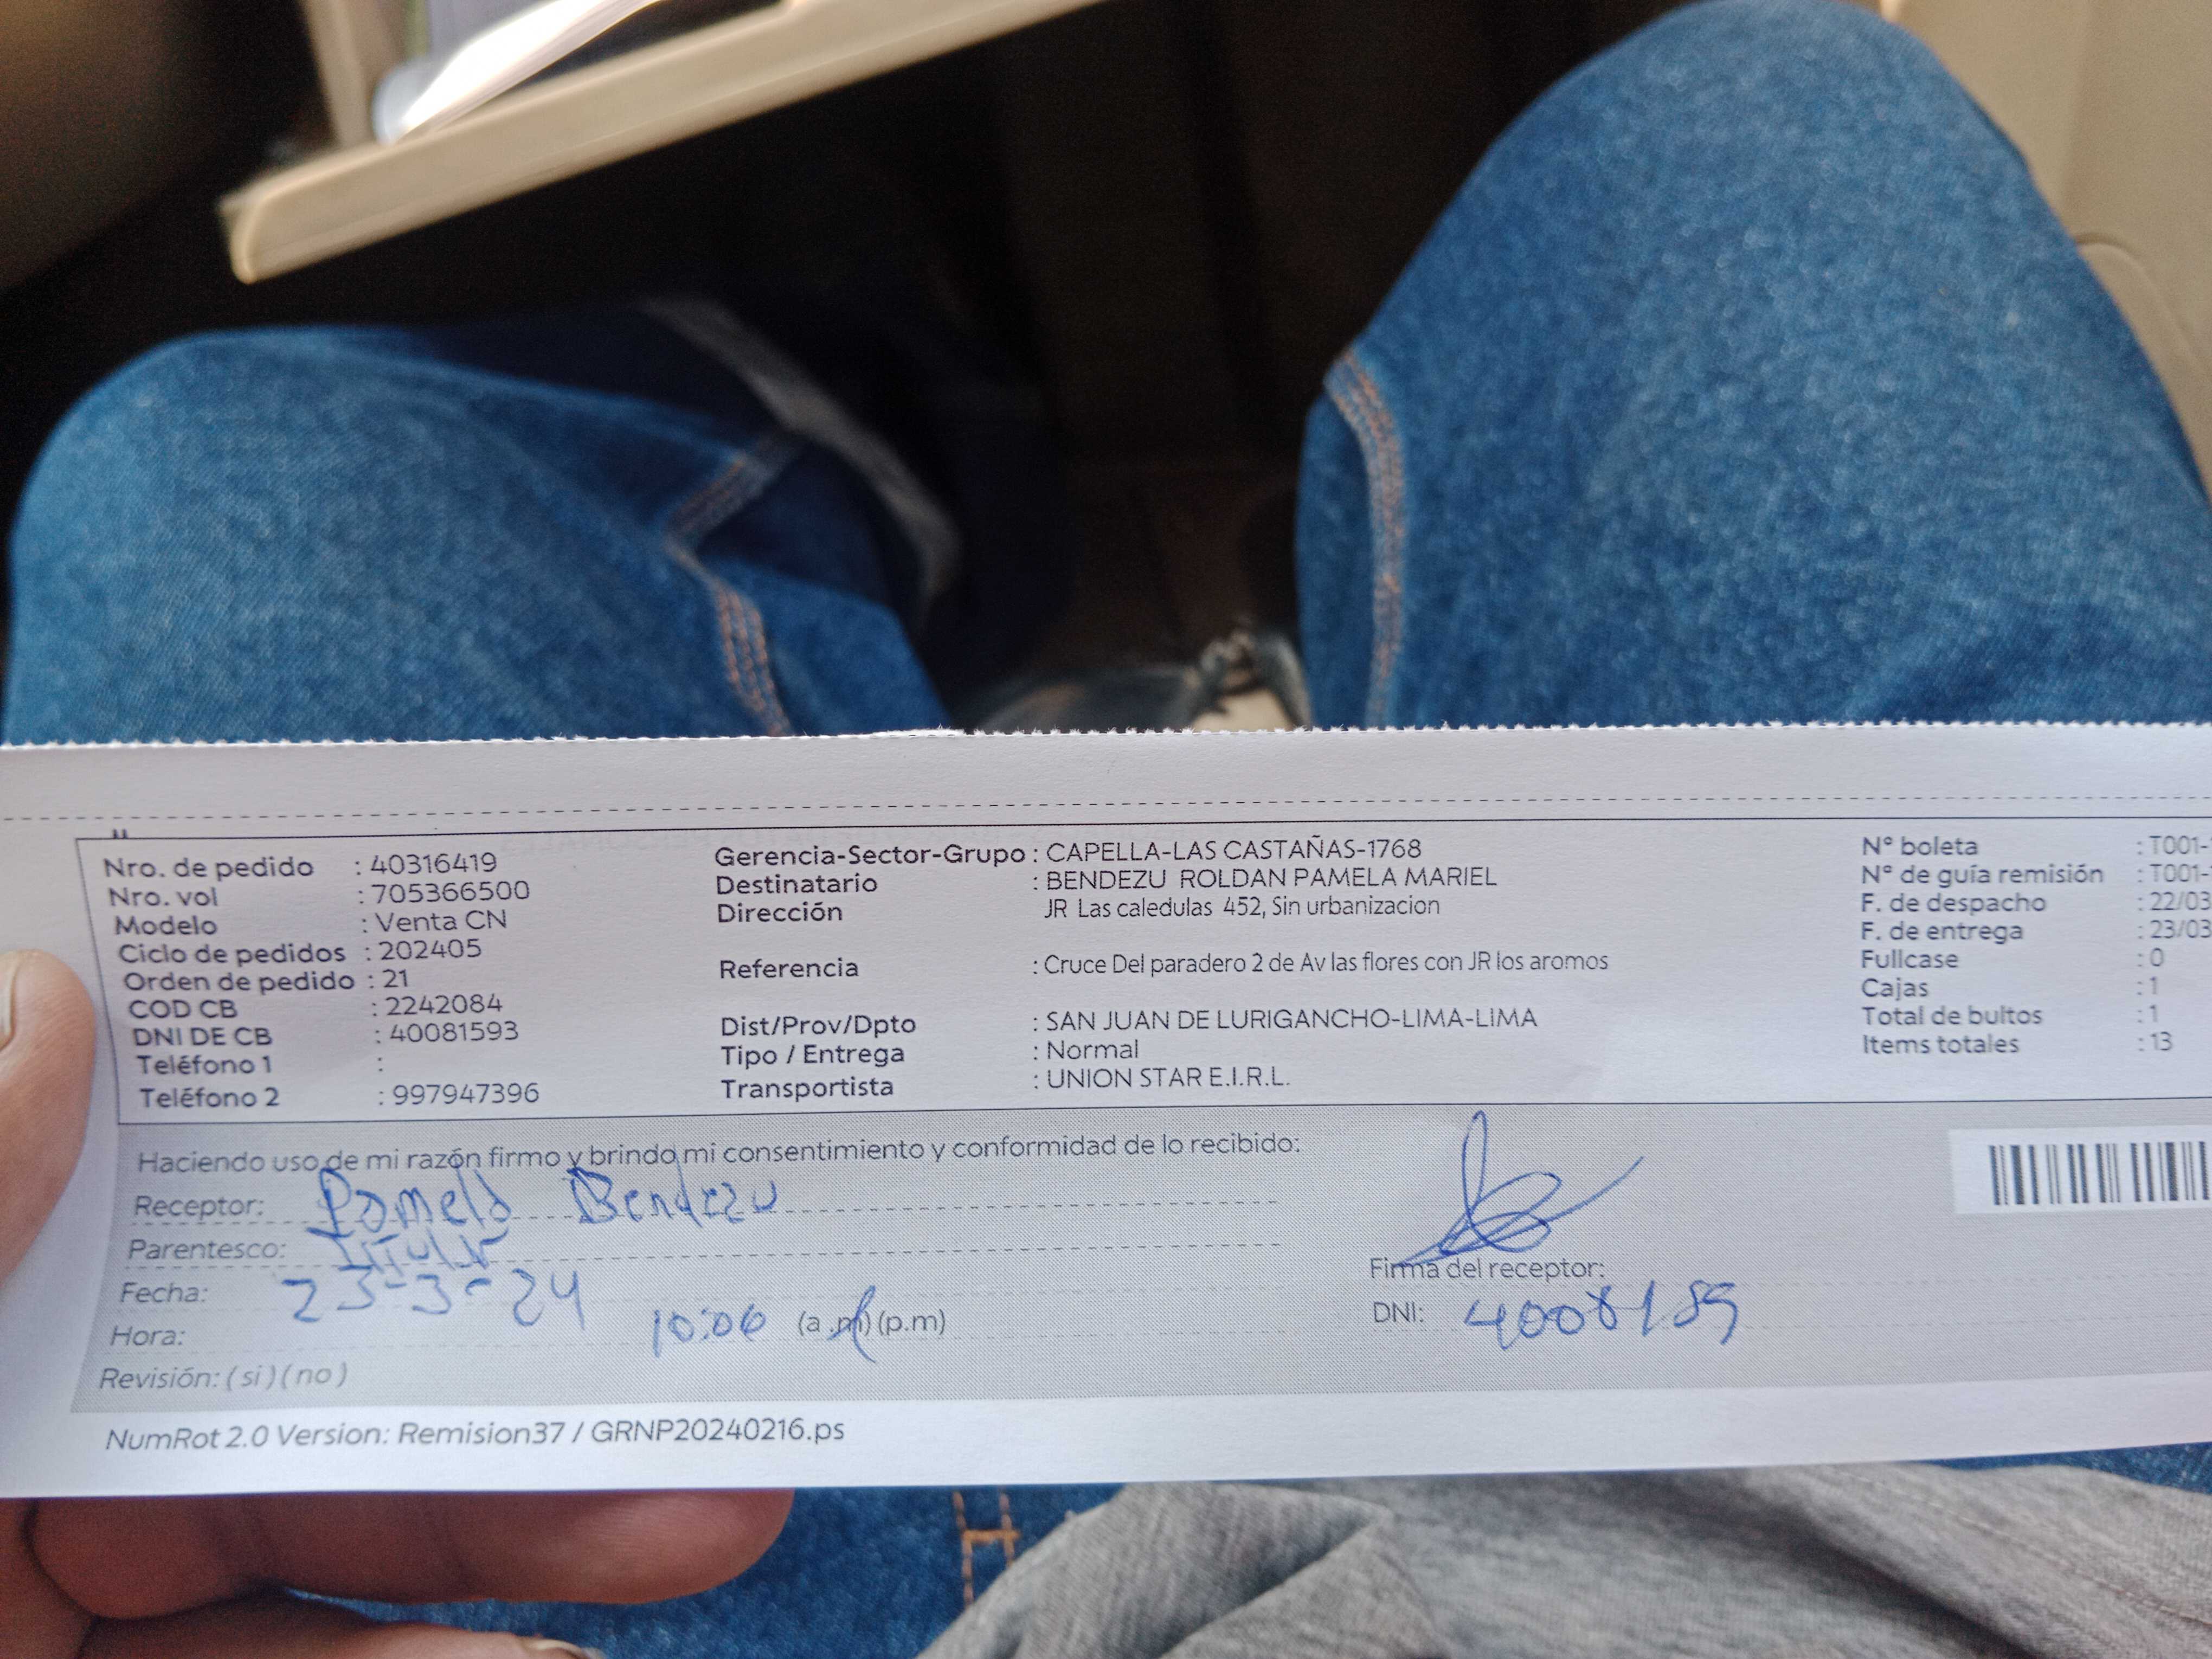 Nro. de pedido : 40316419
Nro. vol : 705366500
Modelo : Venta CN
Ciclo de pedidos : 202405
Orden de pedido : 21
COD CB : 2242084
DNI DE CB : 40081593
Teléfono 1 :
Teléfono 2 : 997947396
Gerencia-Sector-Grupo : CAPELLA-LAS CASTAÑAS-1768
Destinatario : BENDEZU ROLDAN PAMELA MARIEL
Dirección JR Las caledulas 452, Sin urbanizacion
Referencia : Cruce Del paradero 2 de Av las flores con JR los aromos
Dist/Prov/Dpto : SAN JUAN DE LURIGANCHO-LIMA-LIMA
Tipo / Entrega : Normal
Transportista : UNION STAR E.I.R.L.
N° boleta : T001-
N° de guía remisión : T001-
F. de despacho : 22/03
F. de entrega : 23/03
Fullcase : 0
Cajas : 1
Total de bultos : 1
Items totales : 13
Haciendo uso de mi razón firmo y brindo mi consentimiento y conformidad de lo recibido:
Receptor: Pamela Bendezu
Parentesco: Titular
Fecha: 23-3-24
Hora: 10:06 (a.m) (p.m)
Revisión: (si) (no)
Firma del receptor:
DNI: 4008159
NumRot 2.0 Version: Remision37 / GRNP20240216.ps